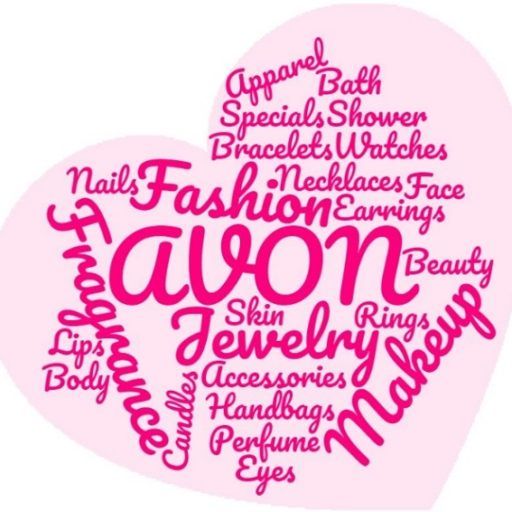 Apparel
Bath
Specials Shower
Bracelets Watches
Nails
Necklaces
Face
Fashion
Earrings
Fragrance
AVON
Beauty
Skin
Rings
Jewelry
Makeup
Lips
Body
Candles
Accessories
Handbags
Perfume
Eyes